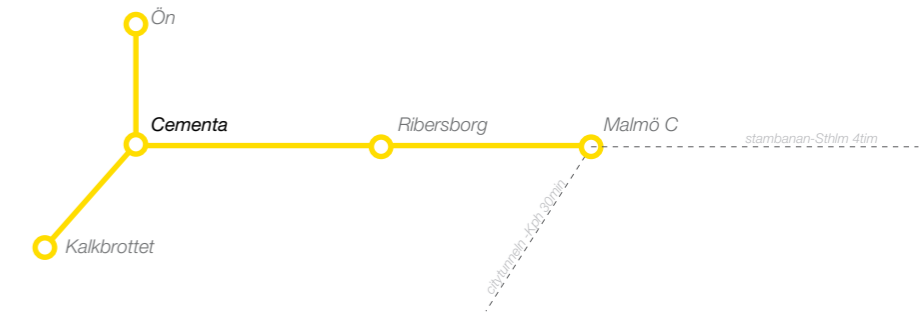 Ön
Cementa
Ribersborg
Malmö C
stambanan-Sthlm 4tim
citytunneln -Kph 30min
Kalkbrottet